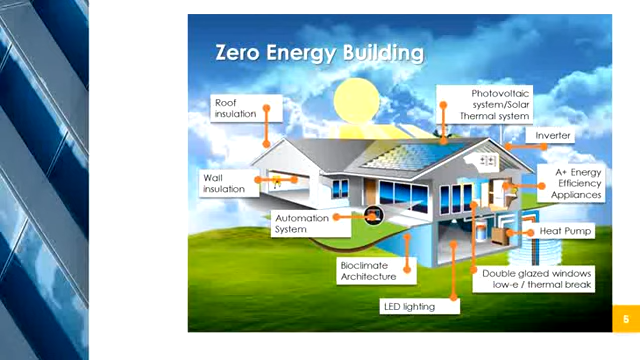 Zero Energy Building
Photovoltaic
system/Solar
Thermal system
Roof
insulation
Inverter
Wall
insulation
A+ Energy
Efficiency
Appliances
Automation
System
Heat Pump
Bioclimate
Architecture
Double glazed windows
low-e / thermal break
LED lighting
5